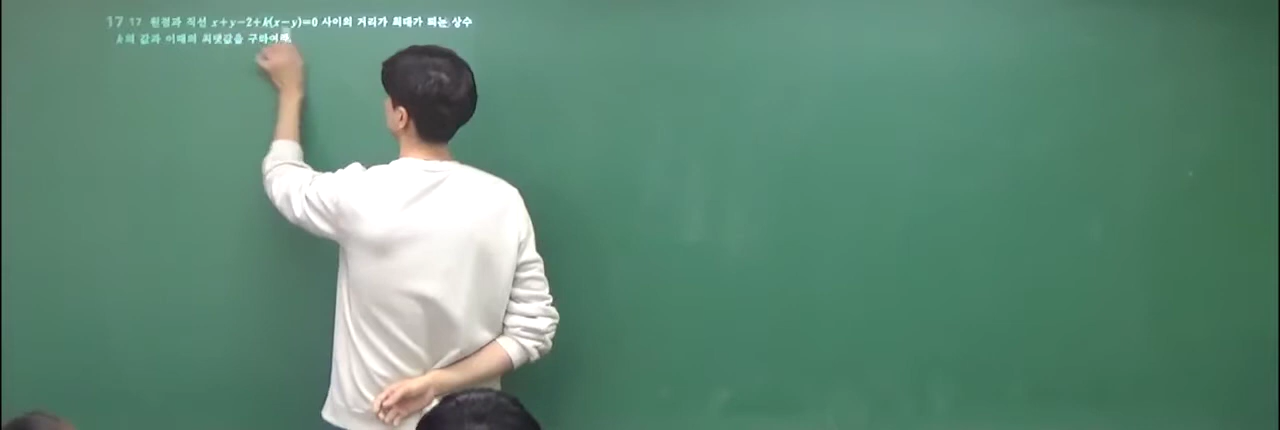 17 17 원점과 직선 x+y-2+k(x-y)=0 사이의 거리가 최대가 되는 상수
k의 값과 이때의 최댓값을 구하여라.